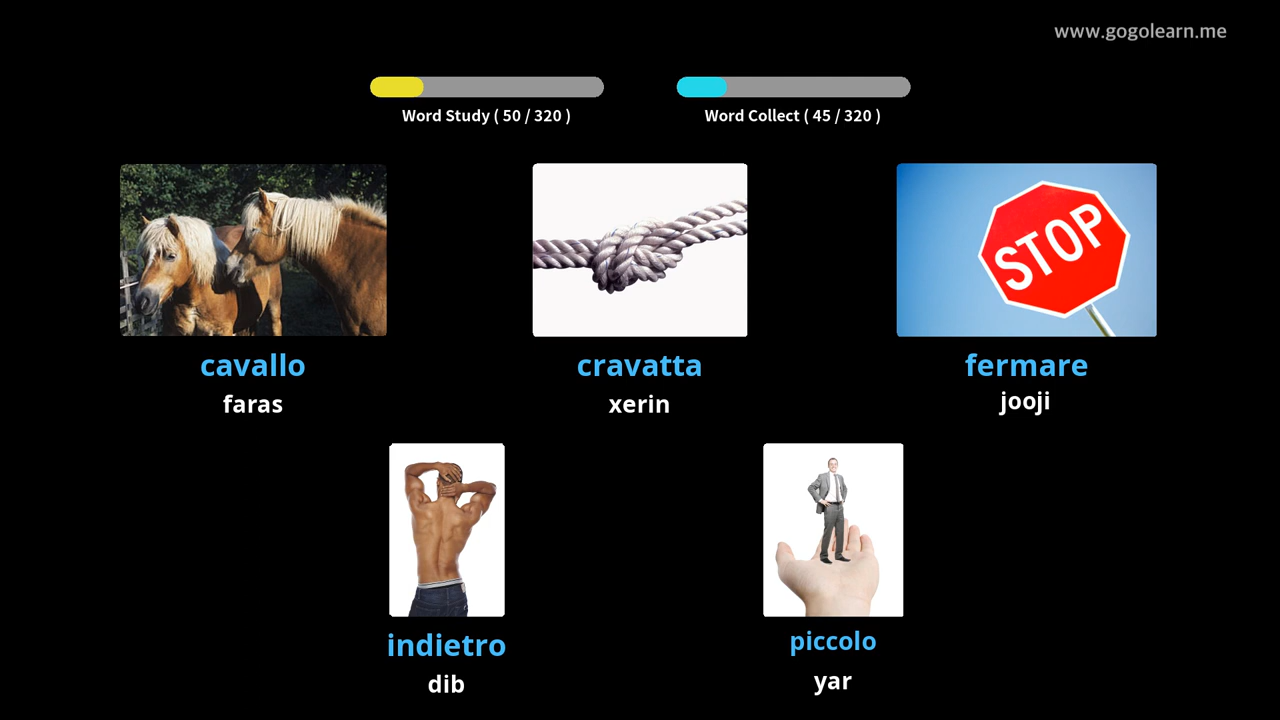 www.gogolearn.me
Word Study ( 50 / 320 )
Word Collect ( 45 / 320 )
STOP
cavallo
faras
cravatta
xerin
fermare
jooji
indietro
dib
piccolo
yar